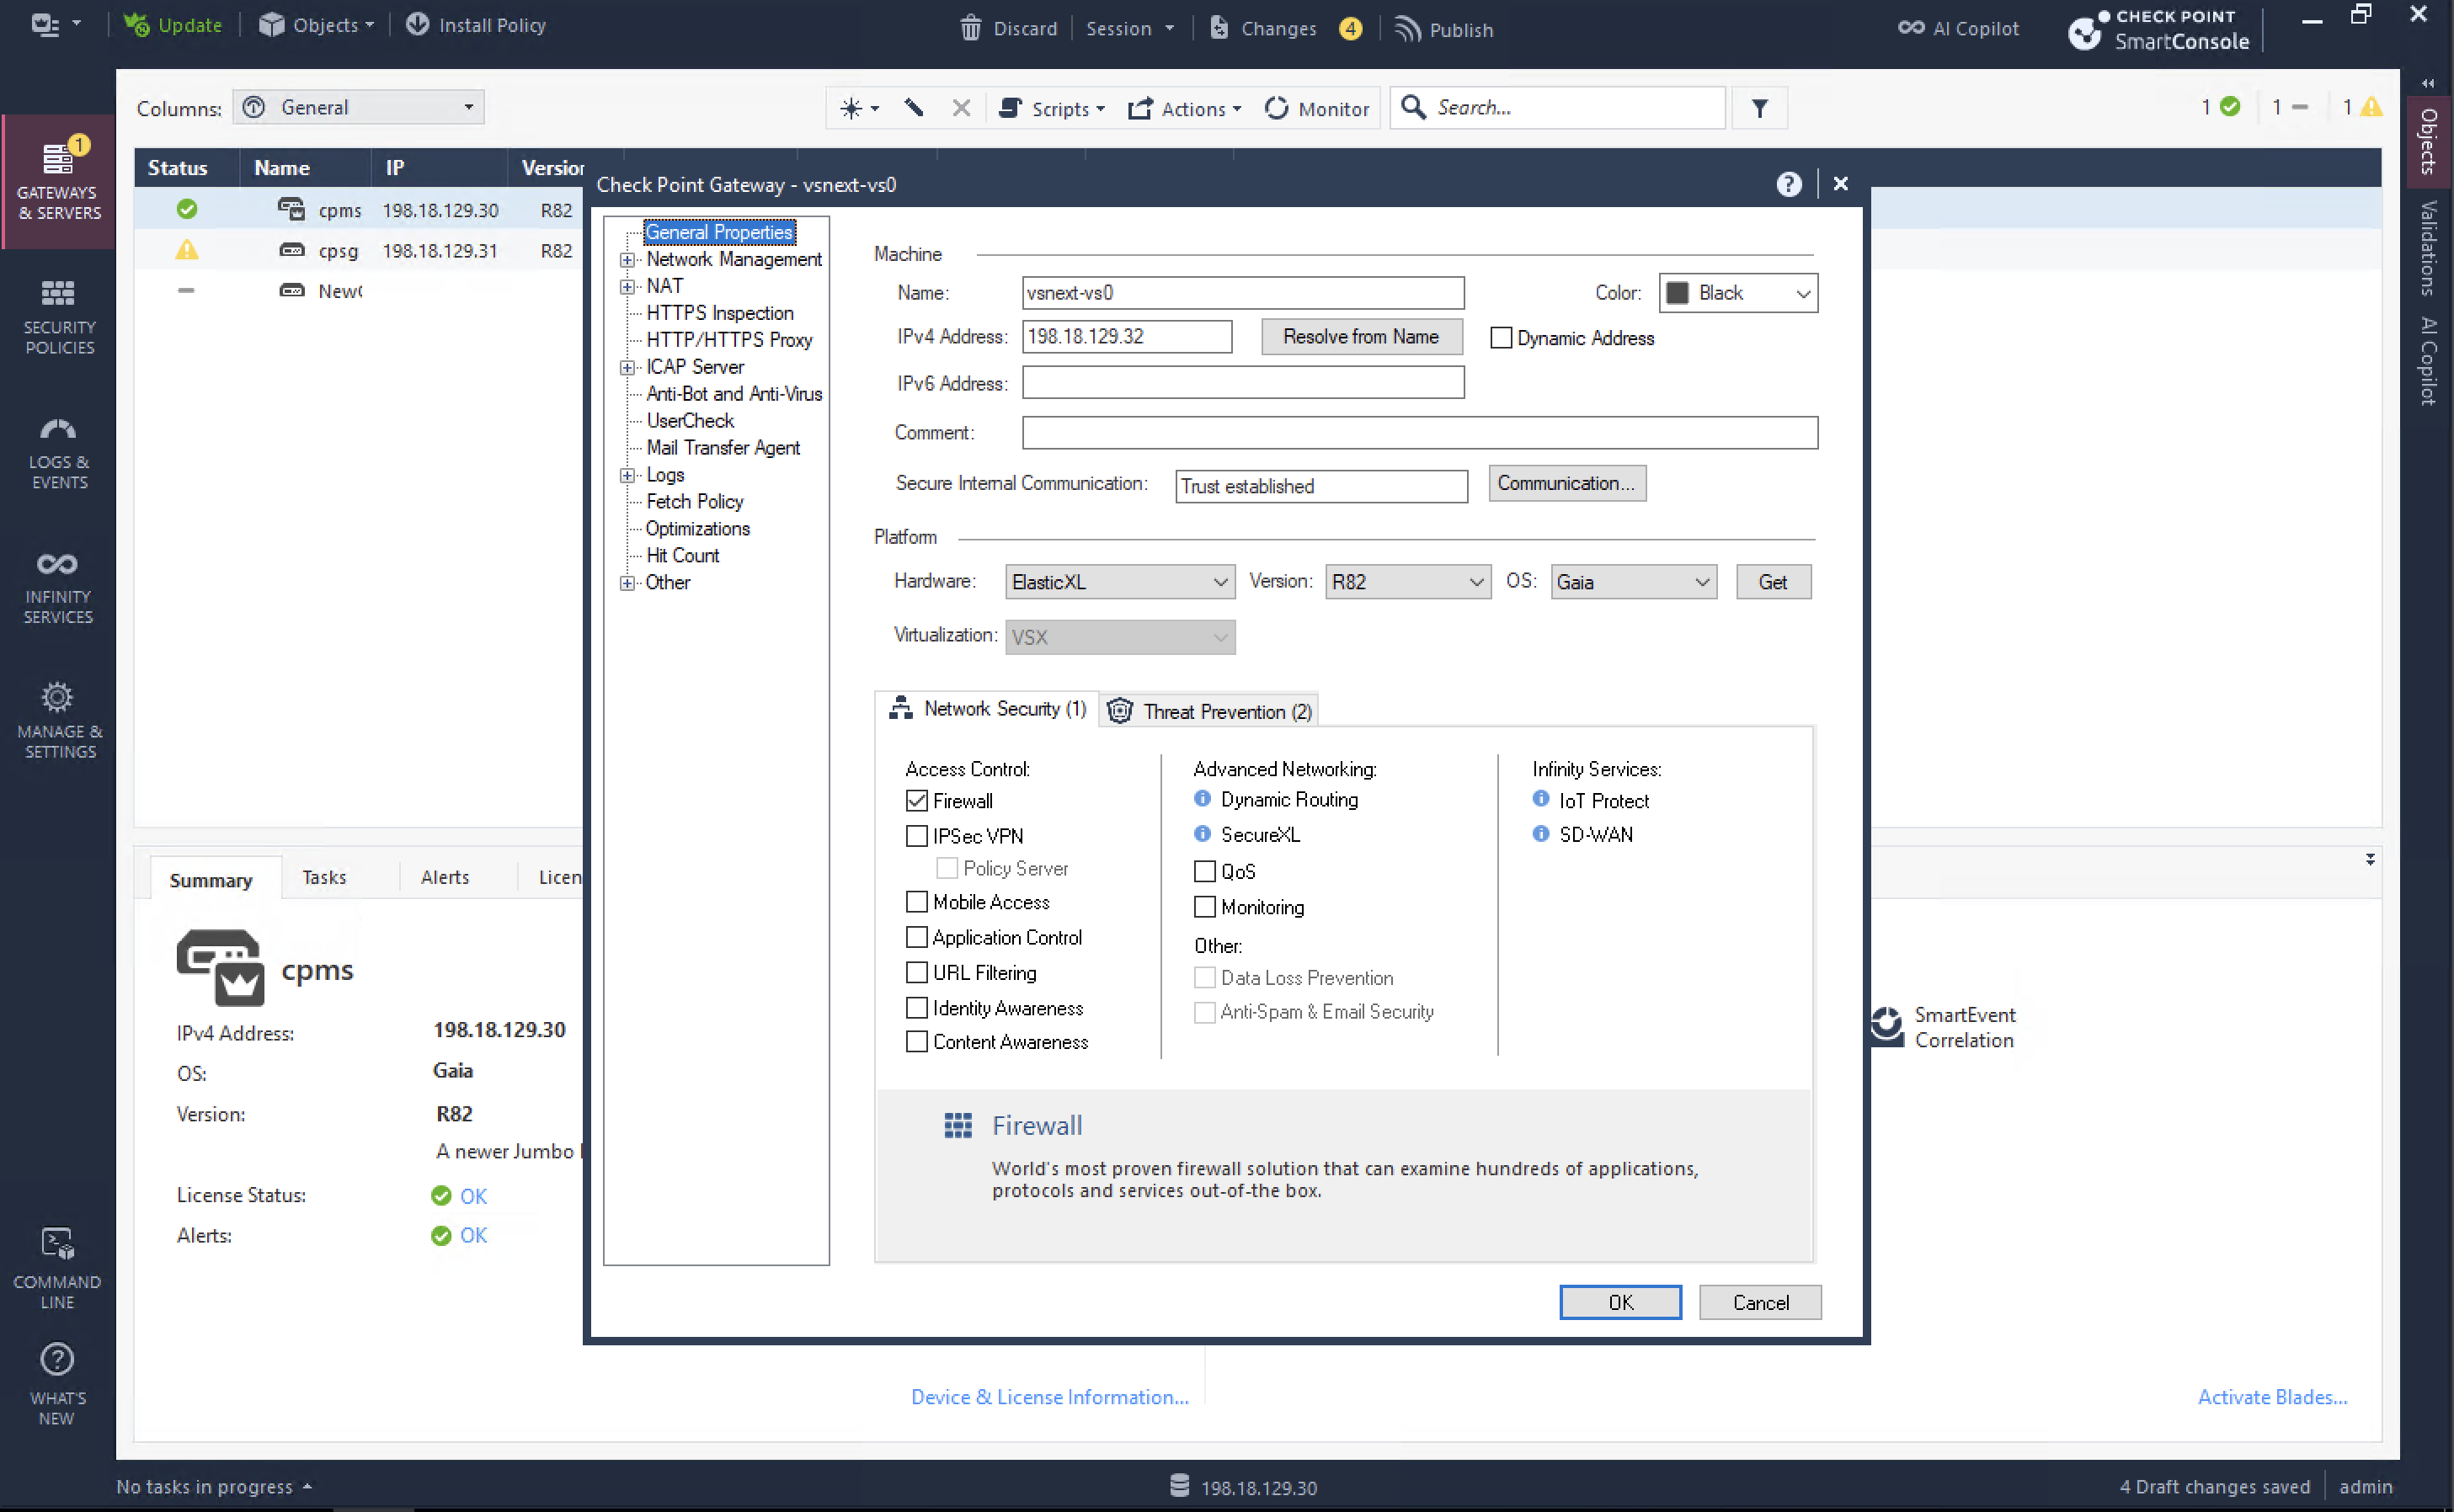 Update
Objects
Install Policy
Discard
Session
Changes
4
Publish
AI Copilot
CHECK POINT
SmartConsole
Columns:
General
Scripts
Actions
Monitor
Search...
1
1
1
1
GATEWAYS
& SERVERS
SECURITY
POLICIES
LOGS &
EVENTS
INFINITY
SERVICES
MANAGE &
SETTINGS
COMMAND
LINE
WHAT'S
NEW
Objects
Validations
AI Copilot
Status Name IP Version
cpms 198.18.129.30 R82
cpsg 198.18.129.31 R82
Check Point Gateway - vsnext-vs0
General Properties
Network Management
NAT
HTTPS Inspection
HTTP/HTTPS Proxy
ICAP Server
Anti-Bot and Anti-Virus
UserCheck
Mail Transfer Agent
Logs
Fetch Policy
Optimizations
Hit Count
Other
Machine
Name: vsnext-vs0
Color: Black
IPv4 Address: 198.18.129.32
Resolve from Name
Dynamic Address
IPv6 Address:
Comment:
Secure Internal Communication: Trust established
Communication...
Platform
Hardware: ElasticXL Version: R82 OS: Gaia Get
Virtualization: VSX
Network Security (1)
Threat Prevention (2)
Access Control:
Firewall
IPSec VPN
Policy Server
Mobile Access
Application Control
URL Filtering
Identity Awareness
Content Awareness
Advanced Networking:
Dynamic Routing
SecureXL
QoS
Monitoring
Other:
Data Loss Prevention
Anti-Spam & Email Security
Infinity Services:
IoT Protect
SD-WAN
Firewall
World's most proven firewall solution that can examine hundreds of applications,
protocols and services out-of-the box.
OK
Cancel
Summary
Tasks
Alerts
Licen
cpms
IPv4 Address: 198.18.129.30
OS: Gaia
Version: R82
A newer Jumbo
License Status: OK
Alerts: OK
SmartEvent
Correlation
Device & License Information...
Activate Blades...
No tasks in progress
198.18.129.30
4 Draft changes saved
admin